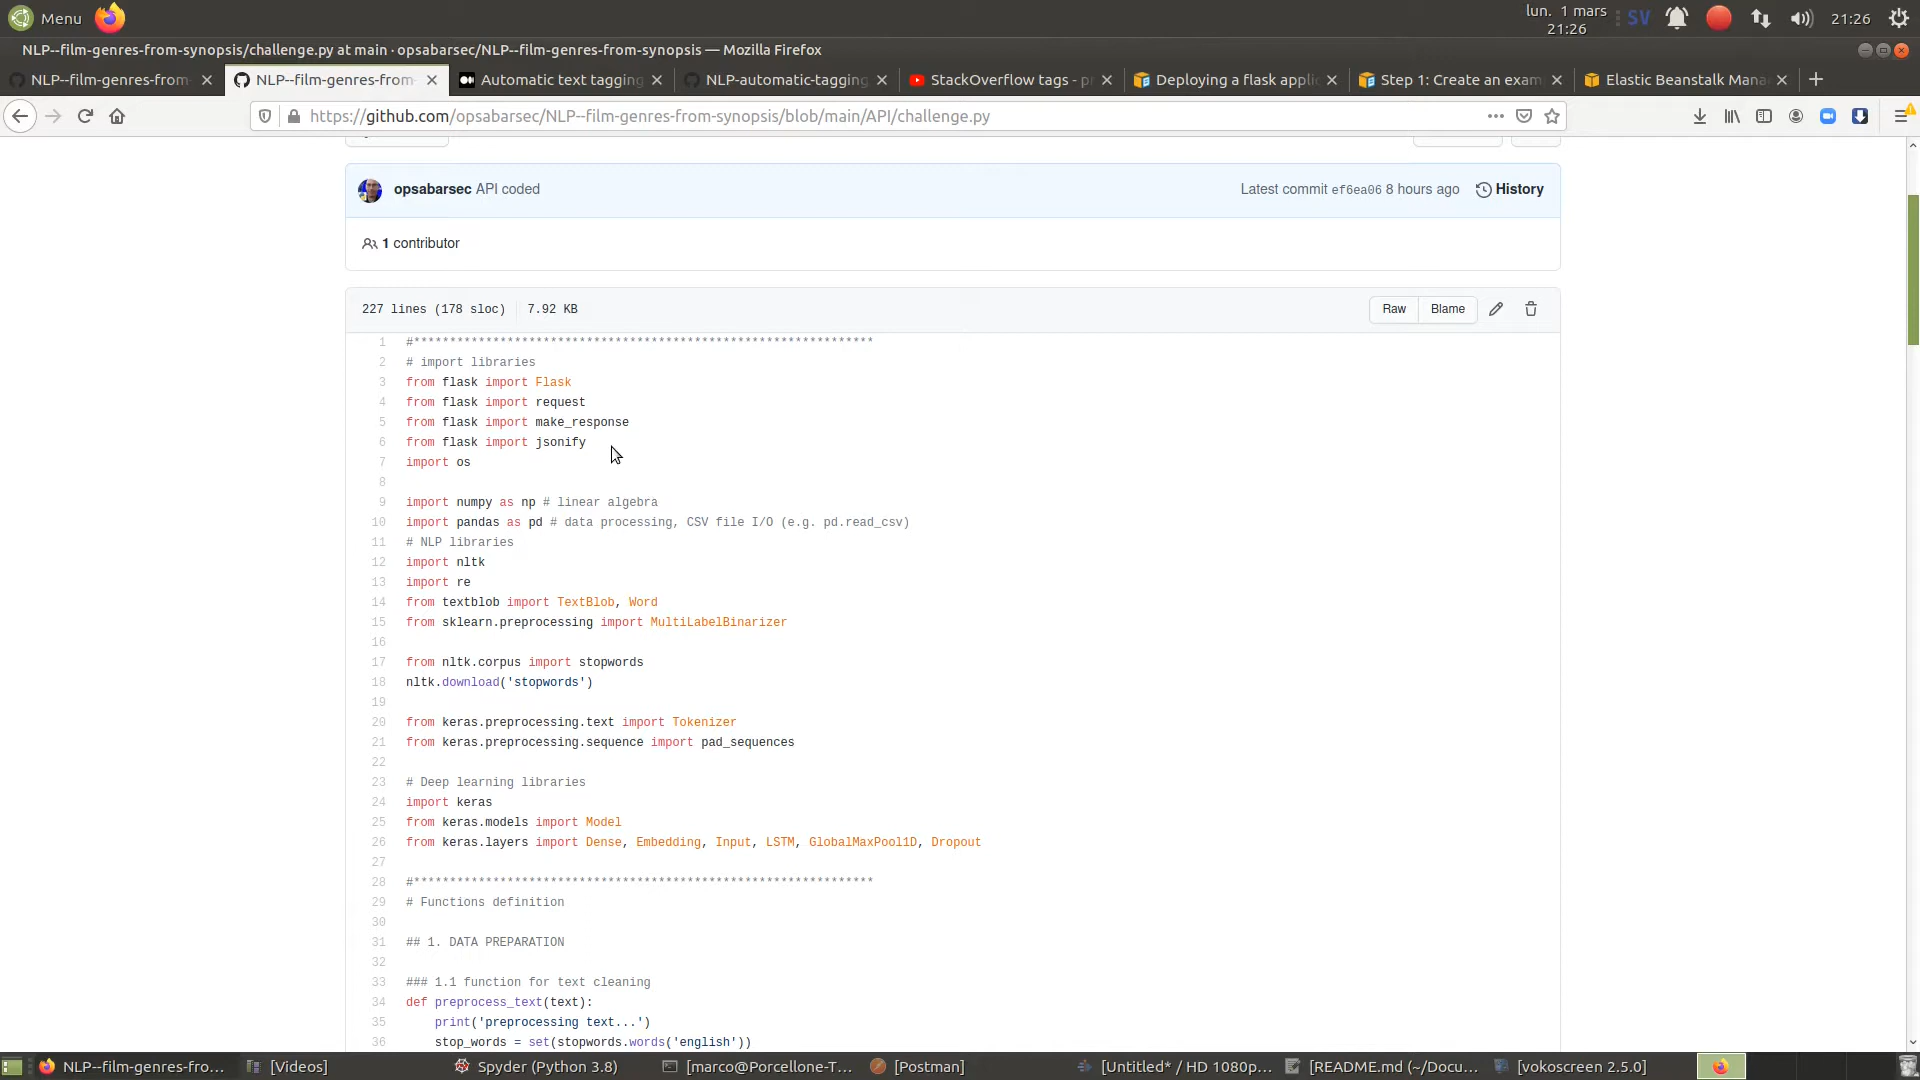 Menu
lun. 1 mars
21:26
SV
21:26
NLP--film-genres-from-synopsis/challenge.py at main · opsabarsec/NLP--film-genres-from-synopsis — Mozilla Firefox
NLP--film-genres-from-
NLP--film-genres-from-
Automatic text tagging
NLP-automatic-tagging
StackOverflow tags - pr
Deploying a flask applic
Step 1: Create an exam
Elastic Beanstalk Mana
https://github.com/opsabarsec/NLP--film-genres-from-synopsis/blob/main/API/challenge.py
opsabarsec API coded
Latest commit ef6ea06 8 hours ago
History
1 contributor
227 lines (178 sloc)
7.92 KB
Raw
Blame
1 #***************************************************************
2 # import libraries
3 from flask import Flask
4 from flask import request
5 from flask import make_response
6 from flask import jsonify
7 import os
8
9 import numpy as np # linear algebra
10 import pandas as pd # data processing, CSV file I/O (e.g. pd.read_csv)
11 # NLP libraries
12 import nltk
13 import re
14 from textblob import TextBlob, Word
15 from sklearn.preprocessing import MultiLabelBinarizer
16
17 from nltk.corpus import stopwords
18 nltk.download('stopwords')
19
20 from keras.preprocessing.text import Tokenizer
21 from keras.preprocessing.sequence import pad_sequences
22
23 # Deep learning libraries
24 import keras
25 from keras.models import Model
26 from keras.layers import Dense, Embedding, Input, LSTM, GlobalMaxPool1D, Dropout
27
28 #***************************************************************
29 # Functions definition
30
31 ## 1. DATA PREPARATION
32
33 ### 1.1 function for text cleaning
34 def preprocess_text(text):
35 print('preprocessing text...')
36 stop_words = set(stopwords.words('english'))
NLP--film-genres-fro...
[Videos]
Spyder (Python 3.8)
[marco@Porcellone-T...
[Postman]
[Untitled* / HD 1080p...
[README.md (~/Docu...
[vokoscreen 2.5.0]